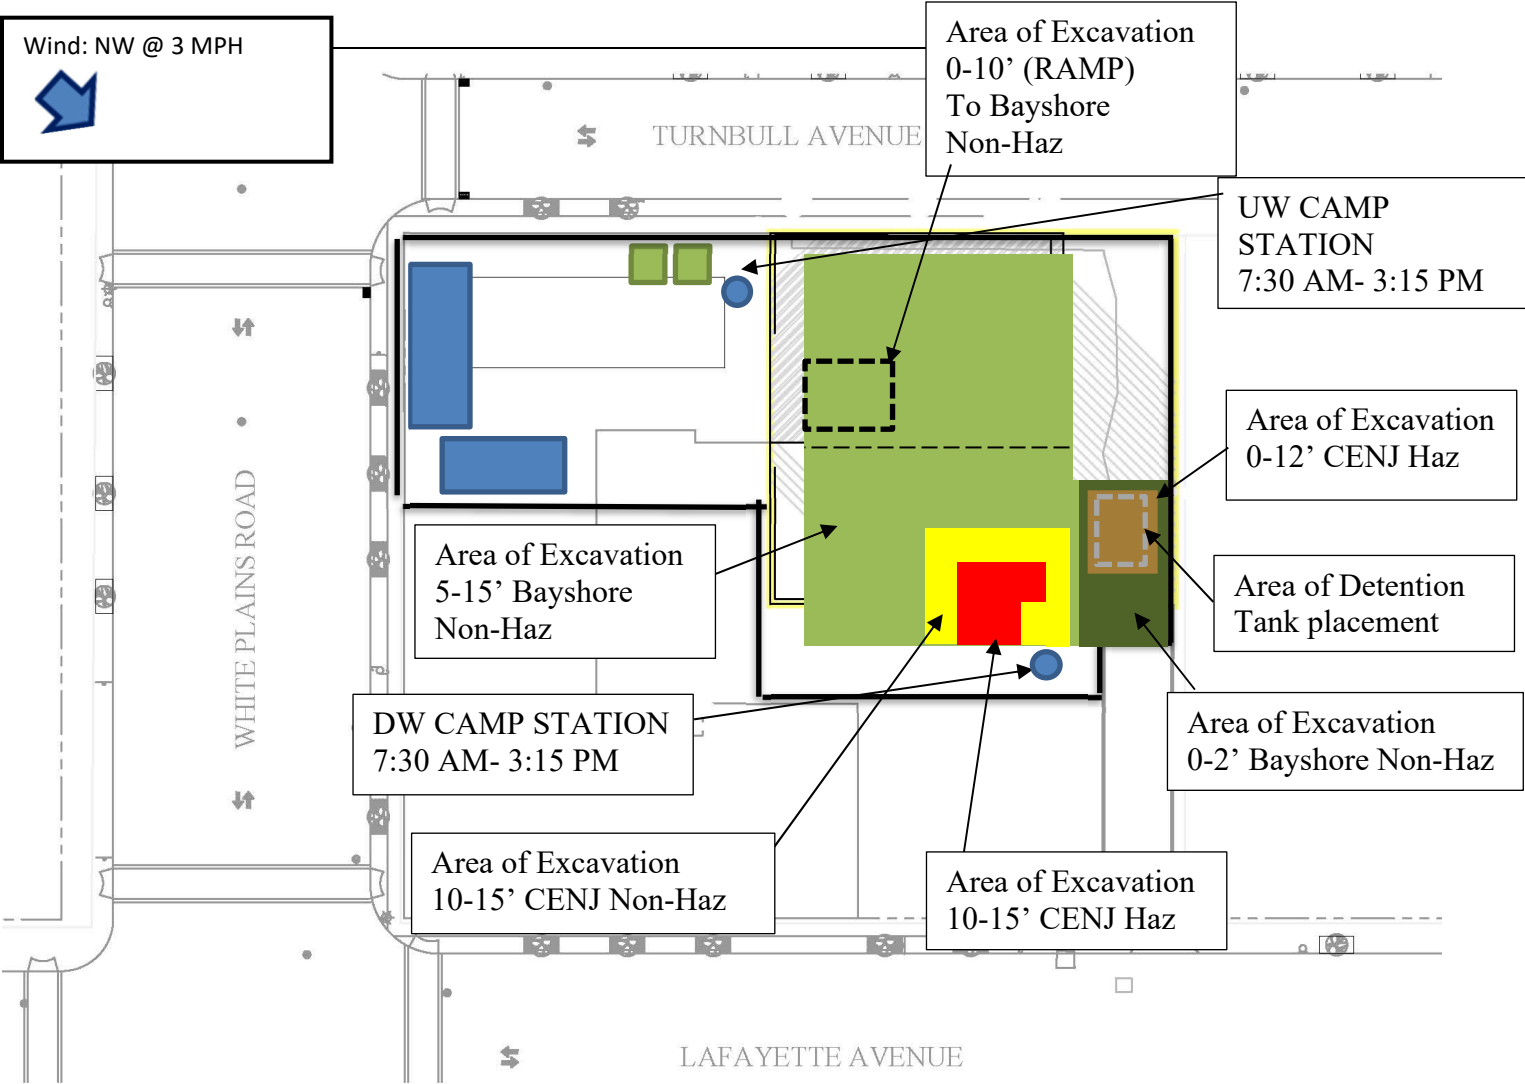 Wind: NW @ 3 MPH
Area of Excavation
0-10’ (RAMP)
To Bayshore
Non-Haz
TURNBULL AVENUE
UW CAMP
STATION
7:30 AM- 3:15 PM
Area of Excavation
0-12’ CENJ Haz
WHITE PLAINS ROAD
Area of Excavation
5-15’ Bayshore
Non-Haz
Area of Detention
Tank placement
DW CAMP STATION
7:30 AM- 3:15 PM
Area of Excavation
0-2’ Bayshore Non-Haz
Area of Excavation
10-15’ CENJ Non-Haz
Area of Excavation
10-15’ CENJ Haz
LAFAYETTE AVENUE